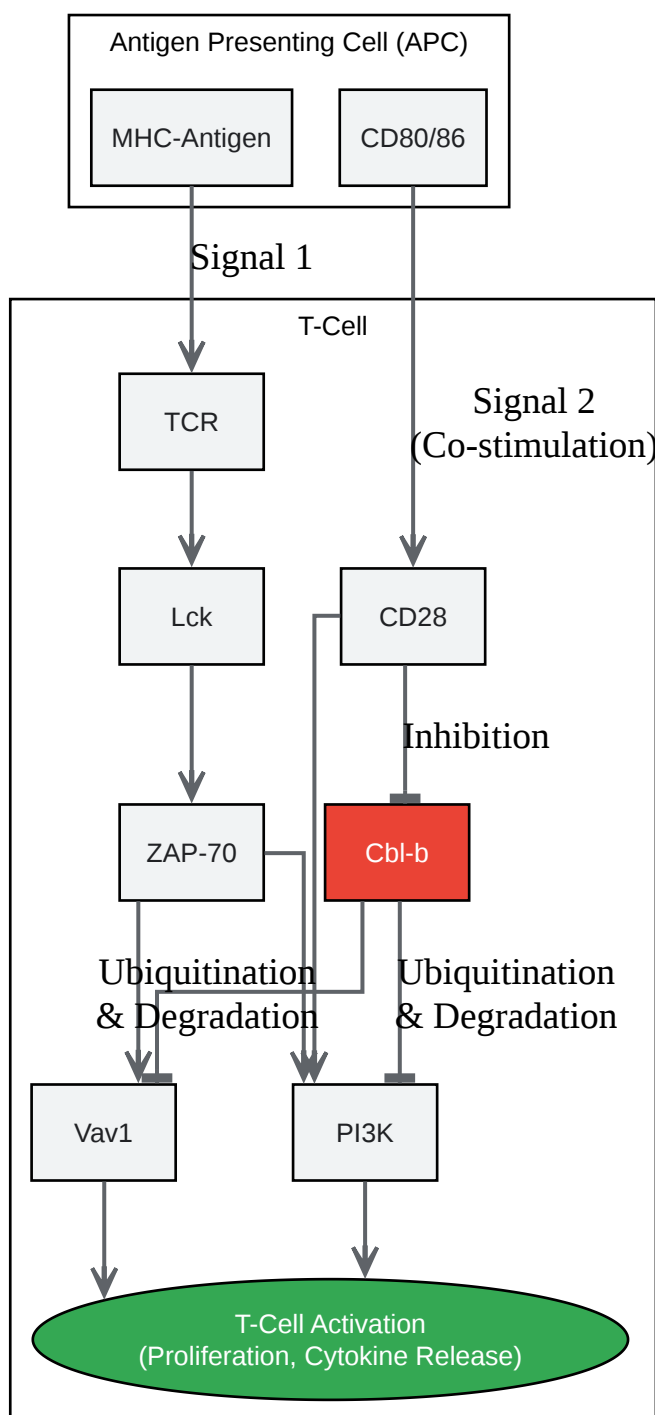 Antigen Presenting Cell (APC)
MHC-Antigen
CD80/86
Signal 1
T-Cell
TCR
Signal 2
(Co-stimulation)
Lck
CD28
Inhibition
ZAP-70
Cbl-b
Ubiquitination
& Degradation
Ubiquitination
& Degradation
Vav1
PI3K
T-Cell Activation
(Proliferation, Cytokine Release)